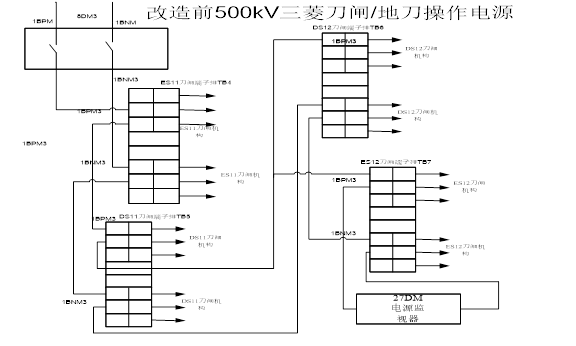 改造前500kV三菱刀闸/地刀操作电源
1BPM
8DM3
1BNM
1BNM3
ES11刀闸端子排TB4
1BPM3
ES11刀闸机
构
1BPM3
1BNM3
ES11刀闸机
构
1BPM3
DS11刀闸端子排TB5
DS11刀闸
机构
1BNM3
DS11刀闸机
构
DS12刀闸端子排TB6
1BPM3
DS12刀闸
机构
DS12刀闸机
构
ES12刀闸端子排TB7
1BPM3
ES12刀闸
机构
1BNM3
ES12刀闸机
构
27DM
电源监
视器